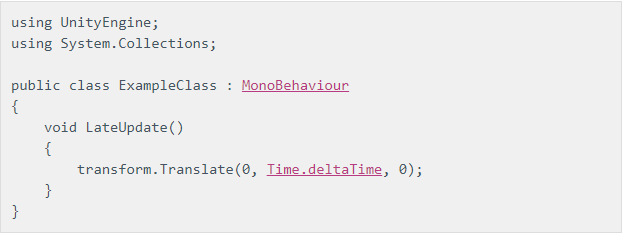 using UnityEngine;
using System.Collections;

public class ExampleClass : MonoBehaviour
{
    void LateUpdate()
    {
        transform.Translate(0, Time.deltaTime, 0);
    }
}